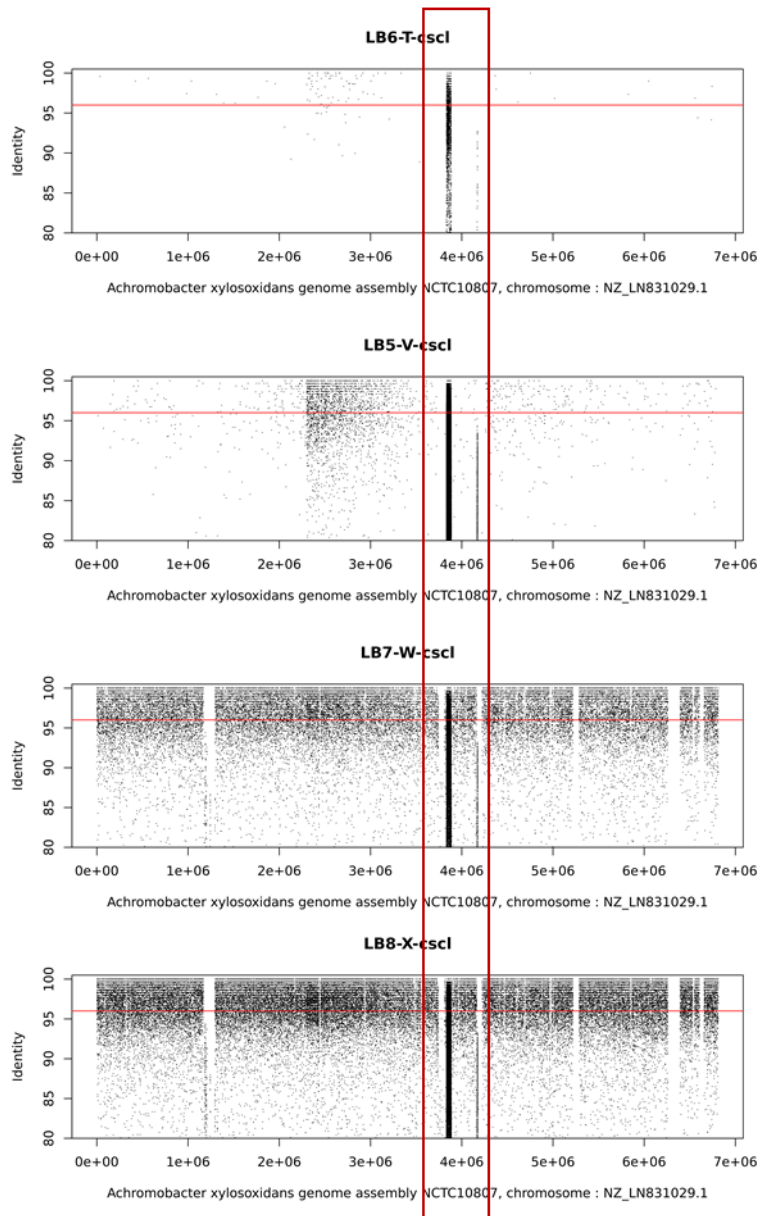 LB6-T-cscl
Identity
80 85 90 95 100
0e+00 1e+06 2e+06 3e+06 4e+06 5e+06 6e+06 7e+06
Achromobacter xylosoxidans genome assembly NCTC10807, chromosome : NZ_LN831029.1
LB5-V-cscl
Identity
80 85 90 95 100
0e+00 1e+06 2e+06 3e+06 4e+06 5e+06 6e+06 7e+06
Achromobacter xylosoxidans genome assembly NCTC10807, chromosome : NZ_LN831029.1
LB7-W-cscl
Identity
80 85 90 95 100
0e+00 1e+06 2e+06 3e+06 4e+06 5e+06 6e+06 7e+06
Achromobacter xylosoxidans genome assembly NCTC10807, chromosome : NZ_LN831029.1
LB8-X-cscl
Identity
80 85 90 95 100
0e+00 1e+06 2e+06 3e+06 4e+06 5e+06 6e+06 7e+06
Achromobacter xylosoxidans genome assembly NCTC10807, chromosome : NZ_LN831029.1